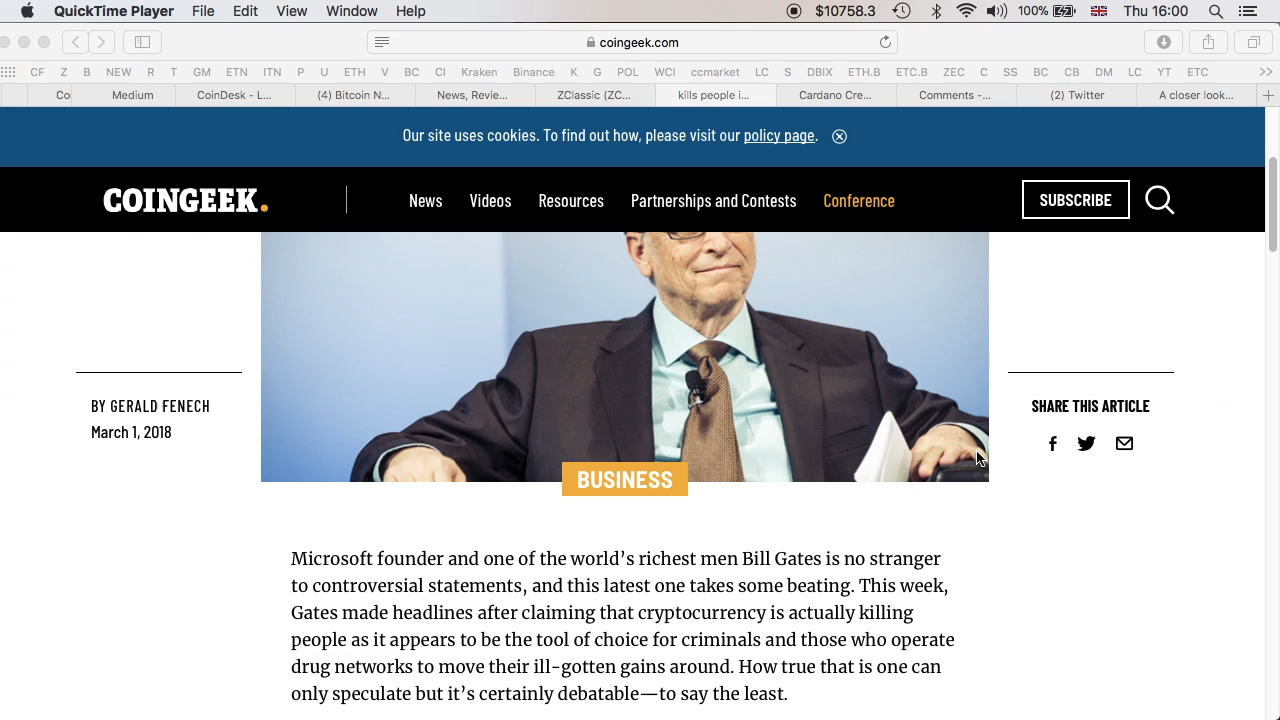 QuickTime Player File Edit View Window Help $10758.3 100% Thu 16:00
coingeek.com
CF Z B NEW R T GM ETN ITN P U ETH V BC CI Kraken Binance K G POL WCI ccmarket LC S DBIX ETH.B ETC.B ZEC C SS BC CB DM LC YT ETC >>
Co Medium CoinDesk - L... (4) Bitcoin N... News, Revie... ZClassic (ZC... kills people i... Cardano Cre... Comments -... (2) Twitter A closer look... +
Our site uses cookies. To find out how, please visit our policy page.
COINGEEK. News Videos Resources Partnerships and Contests Conference SUBSCRIBE
BY GERALD FENECH
March 1, 2018
SHARE THIS ARTICLE
BUSINESS
Microsoft founder and one of the world’s richest men Bill Gates is no stranger
to controversial statements, and this latest one takes some beating. This week,
Gates made headlines after claiming that cryptocurrency is actually killing
people as it appears to be the tool of choice for criminals and those who operate
drug networks to move their ill-gotten gains around. How true that is one can
only speculate but it’s certainly debatable—to say the least.